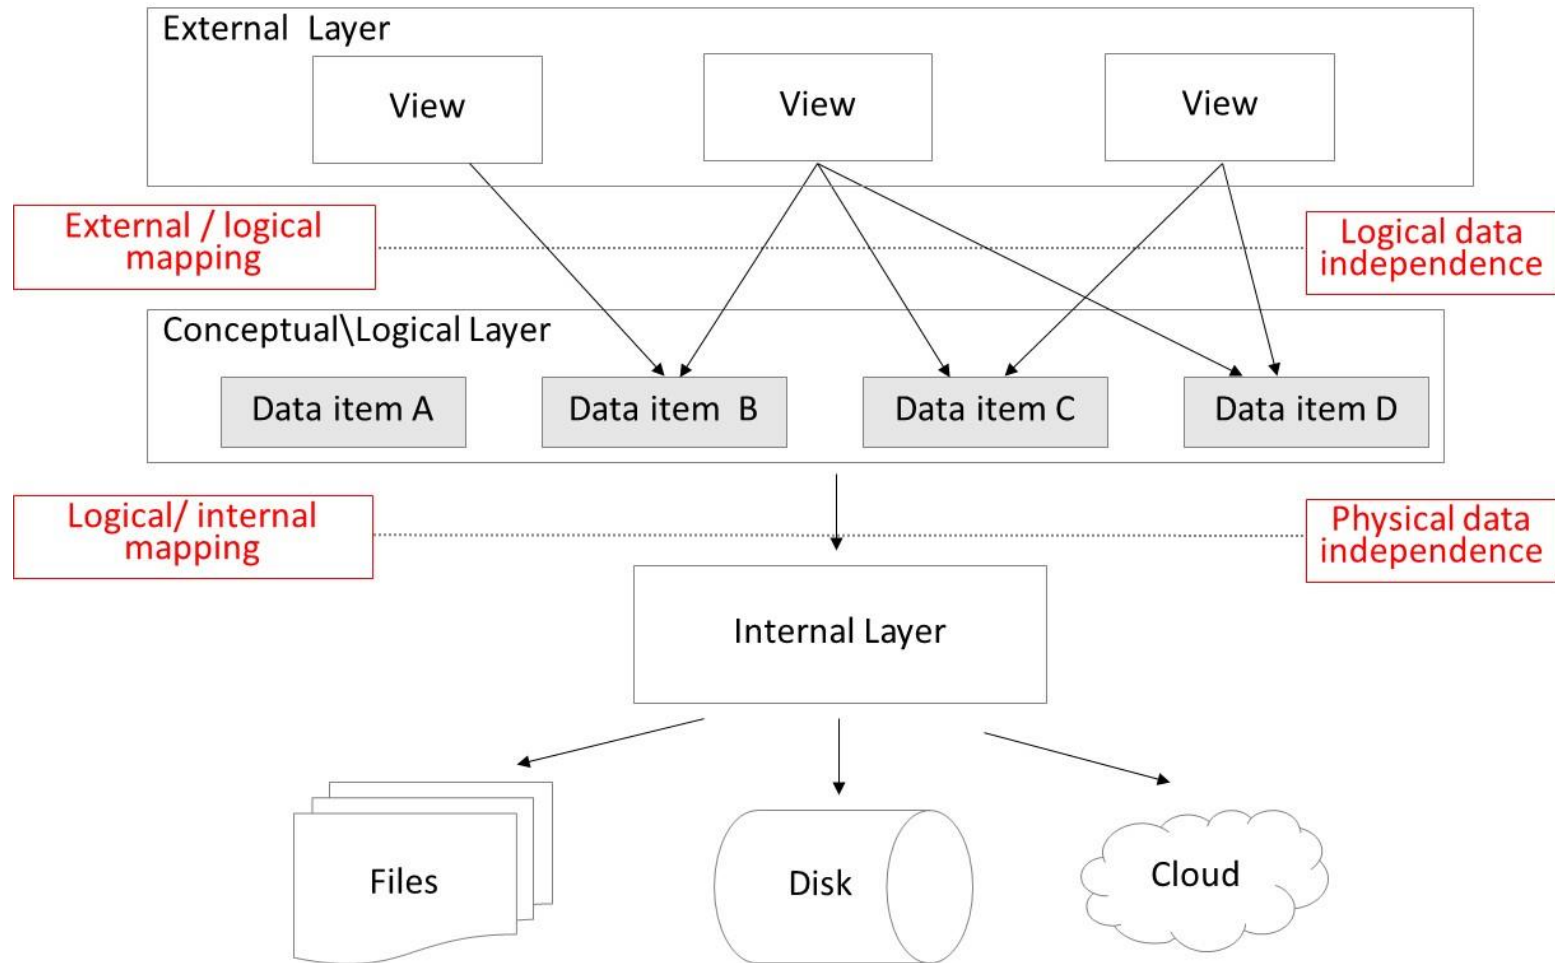 External Layer
View
View
View
External / logical
mapping
Logical data
independence
Conceptual\Logical Layer
Data item A
Data item B
Data item C
Data item D
Logical/ internal
mapping
Physical data
independence
Internal Layer
Files
Disk
Cloud